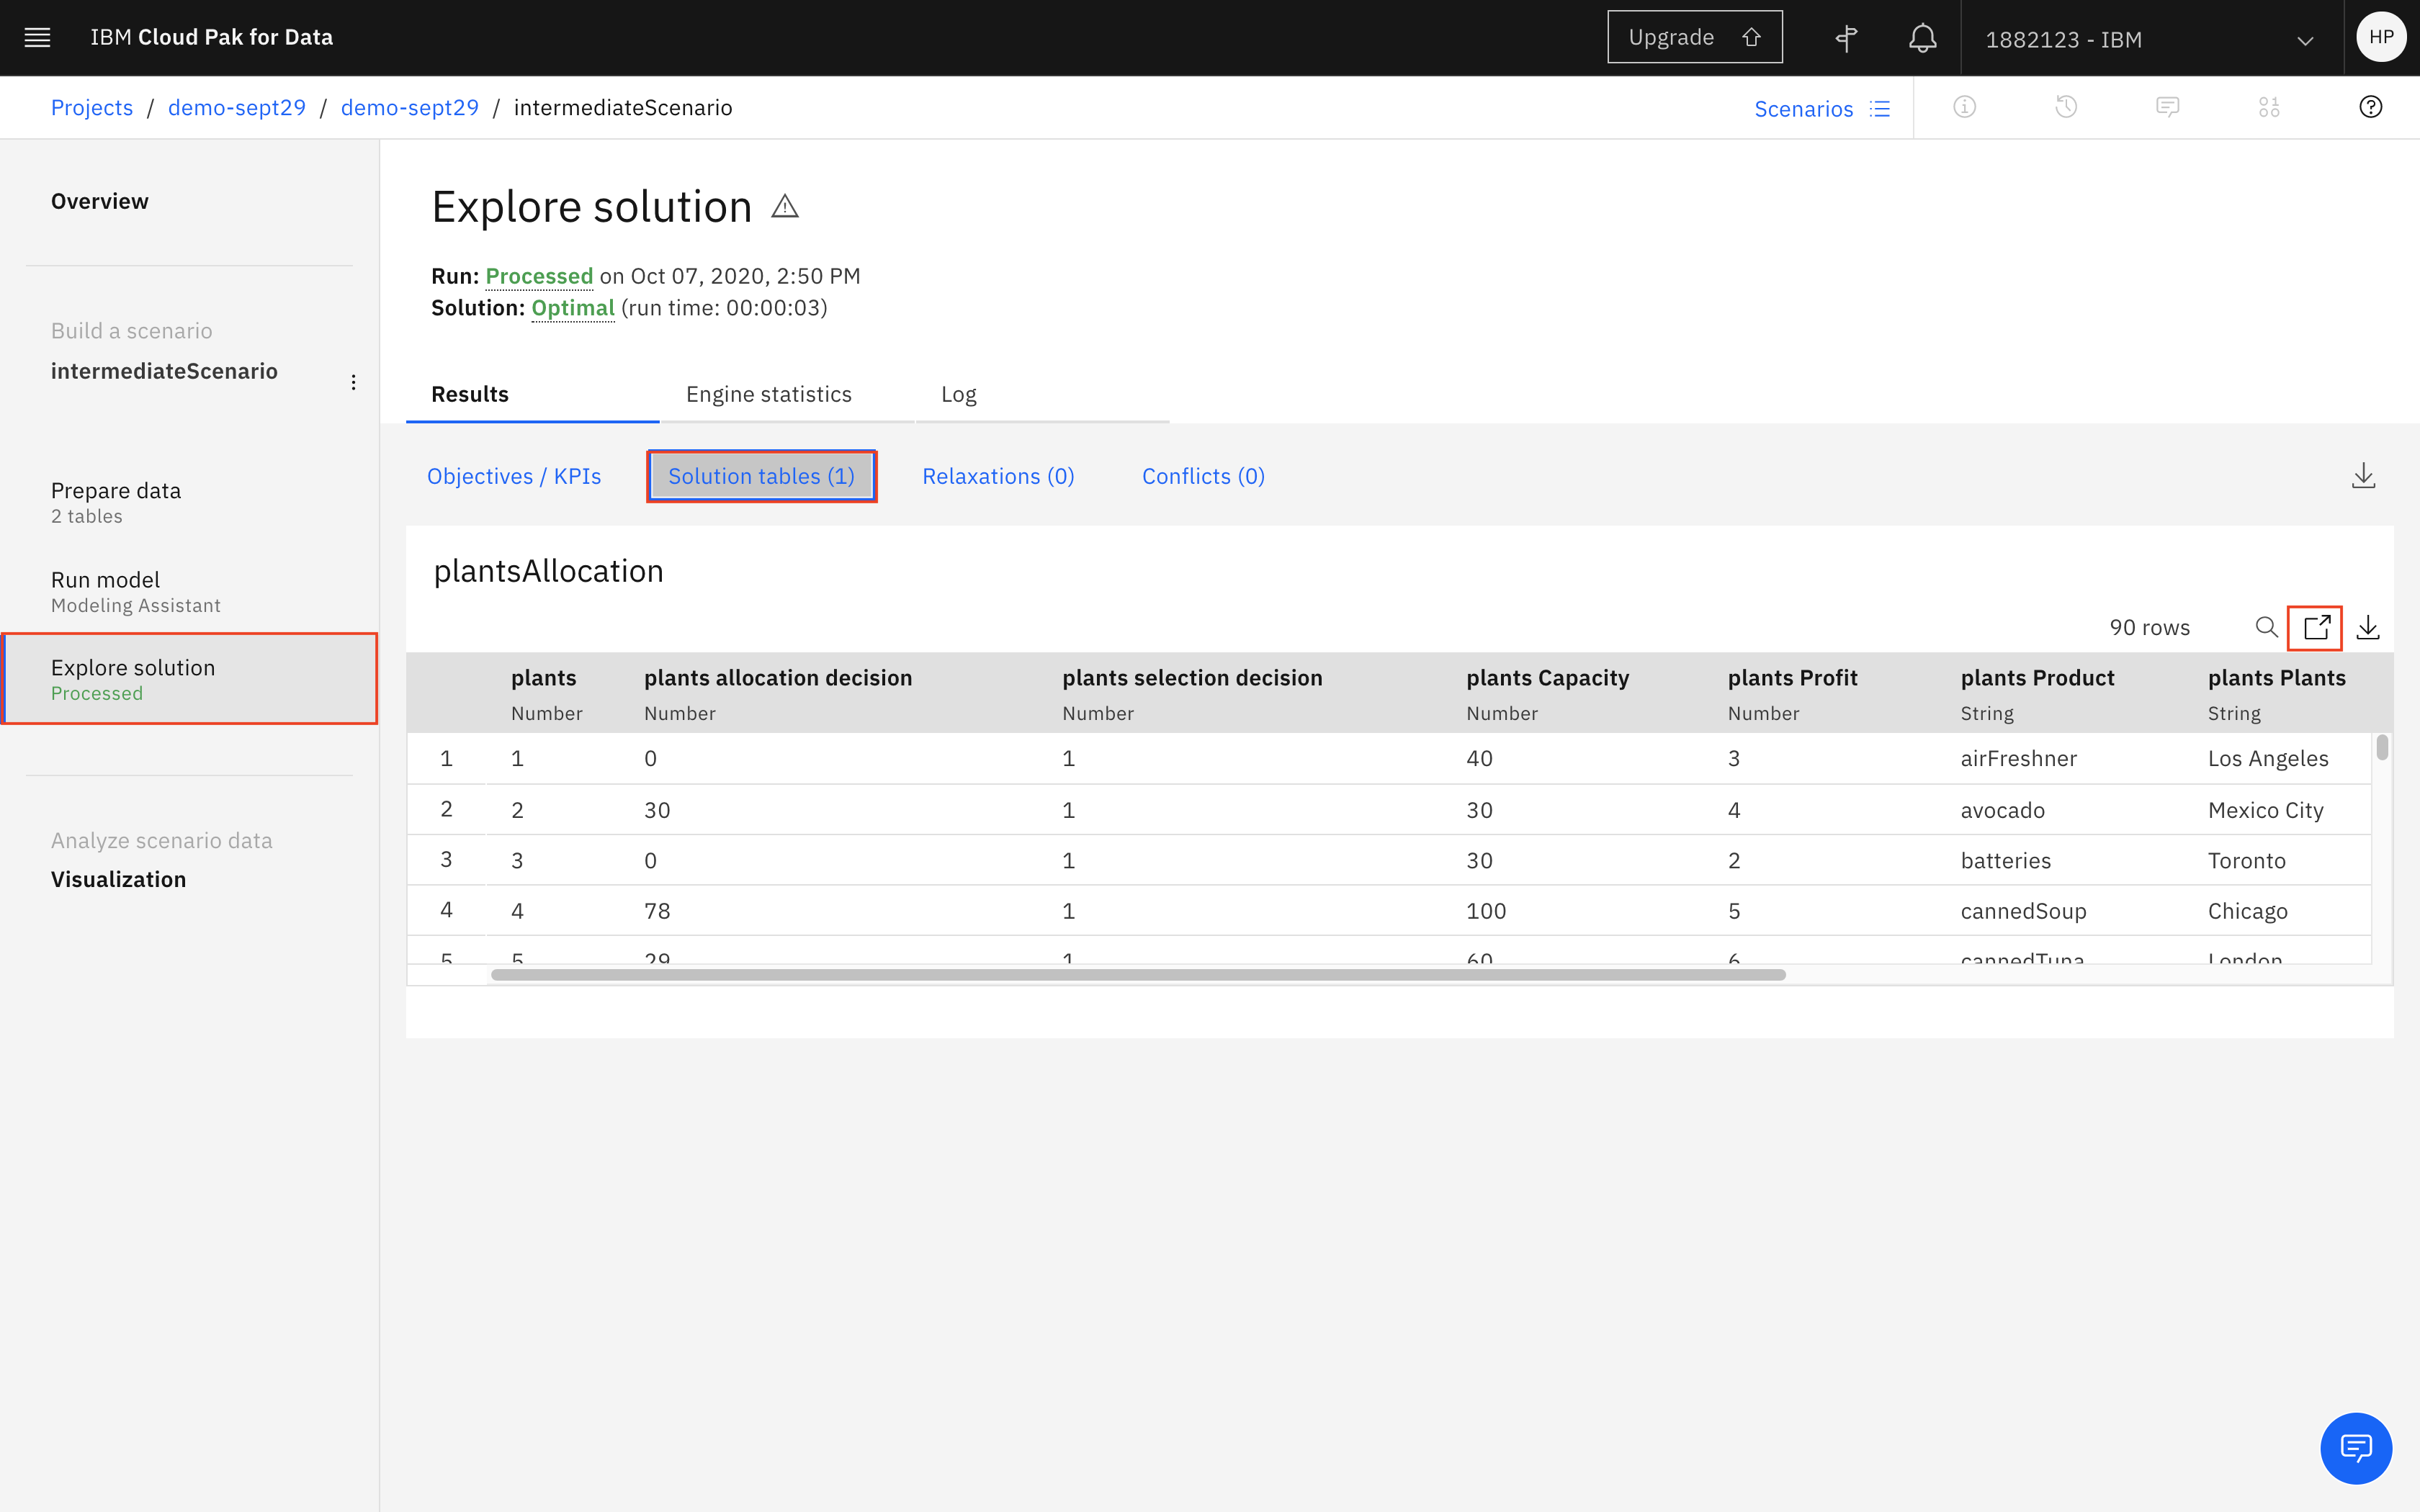 IBM Cloud Pak for Data
Upgrade
1882123 - IBM
HP
Projects / demo-sept29 / demo-sept29 / intermediateScenario
Scenarios
Overview
Build a scenario
intermediateScenario
Prepare data
2 tables
Run model
Modeling Assistant
Explore solution
Processed
Analyze scenario data
Visualization
Explore solution
Run: Processed on Oct 07, 2020, 2:50 PM
Solution: Optimal (run time: 00:00:03)
Results Engine statistics Log
Objectives / KPIs Solution tables (1) Relaxations (0) Conflicts (0)
plantsAllocation
90 rows
plants plants allocation decision plants selection decision plants Capacity plants Profit plants Product plants Plants
Number Number Number Number Number String String
1 1 0 1 40 3 airFreshner Los Angeles
2 2 30 1 30 4 avocado Mexico City
3 3 0 1 30 2 batteries Toronto
4 4 78 1 100 5 cannedSoup Chicago
5 5 29 1 60 6 cannedTuna London